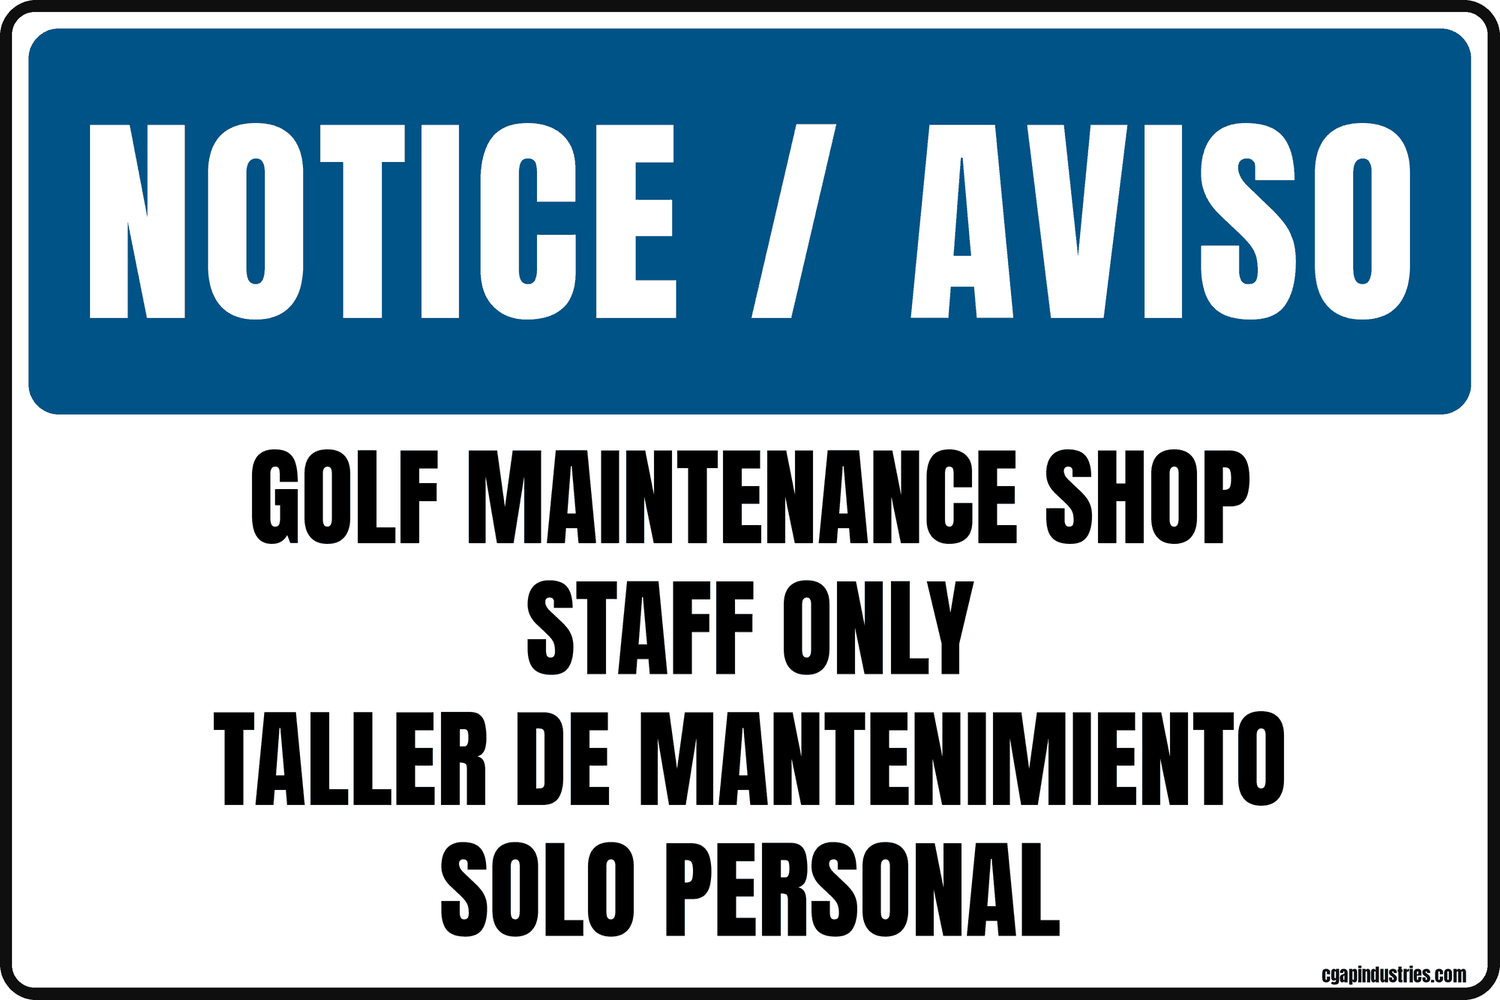 NOTICE / AVISO
GOLF MAINTENANCE SHOP
STAFF ONLY
TALLER DE MANTENIMIENTO
SOLO PERSONAL
cgapindustries.com